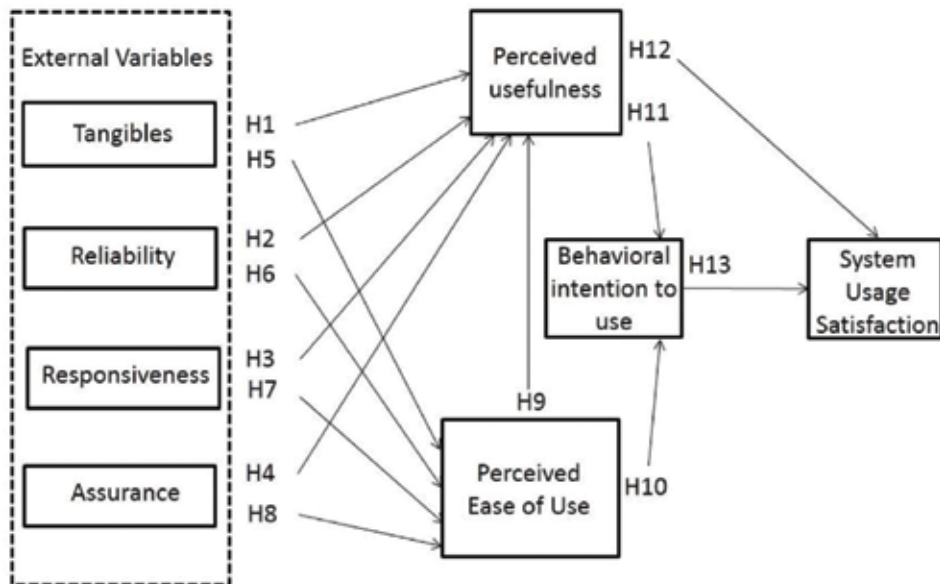 External Variables
Tangibles
Reliability
Responsiveness
Assurance
H1
H5
H2
H6
H3
H7
H4
H8
Perceived
usefulness
H12
H11
H9
Perceived
Ease of Use
H10
Behavioral
intention to
use
H13
System
Usage
Satisfaction